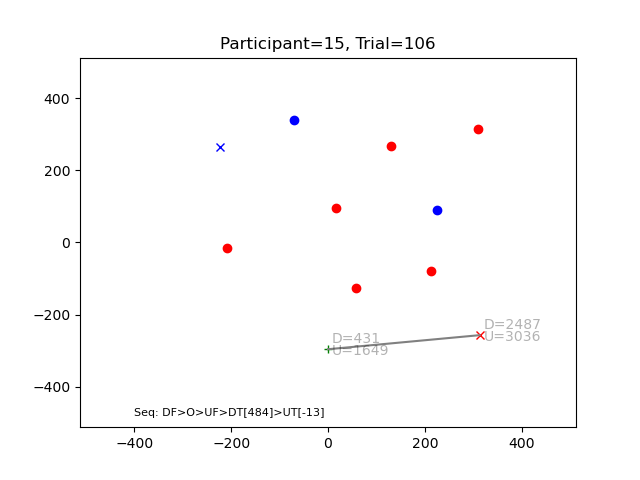 Participant=15, Trial=106
400
200
0
−200
−400
D=2487
U=3036
D=431
U=1649
Seq: DF>O>UF>DT[484]>UT[-13]
−400
−200
0
200
400